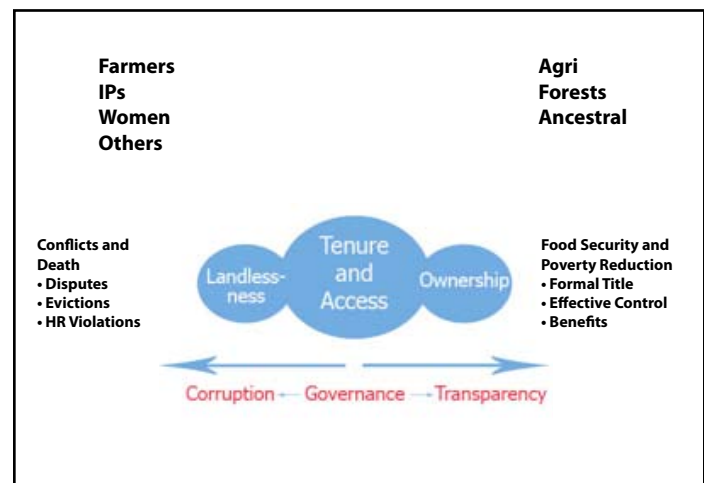 Farmers
IPs
Women
Others
Agri
Forests
Ancestral
Conflicts and
Death
• Disputes
• Evictions
• HR Violations
Landless-
ness
Tenure
and
Access
Ownership
Food Security and
Poverty Reduction
• Formal Title
• Effective Control
• Benefits
Corruption ← Governance → Transparency